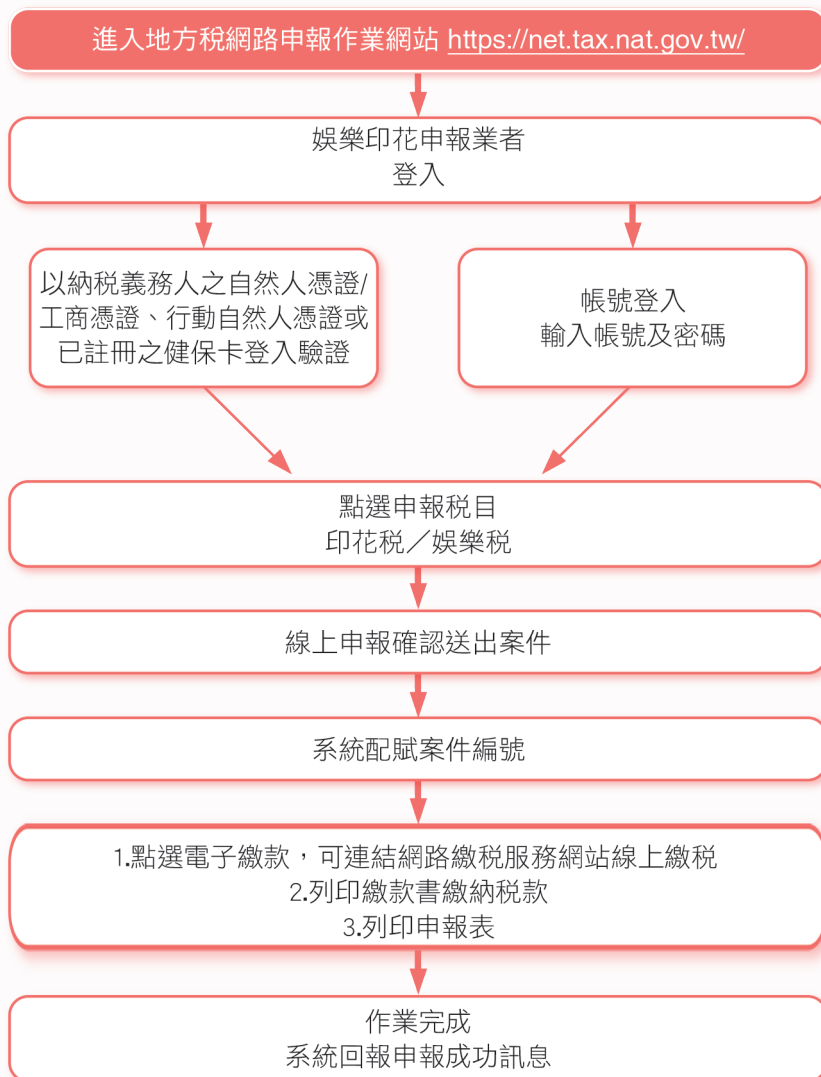 進入地方稅網路申報作業網站 https://net.tax.nat.gov.tw/
娛樂印花申報業者
登入
以納稅義務人之自然人憑證/
工商憑證、行動自然人憑證或
已註冊之健保卡登入驗證
帳號登入
輸入帳號及密碼
點選申報稅目
印花稅／娛樂稅
線上申報確認送出案件
系統配賦案件編號
1.點選電子繳款，可連結網路繳稅服務網站線上繳稅
2.列印繳款書繳納稅款
3.列印申報表
作業完成
系統回報申報成功訊息